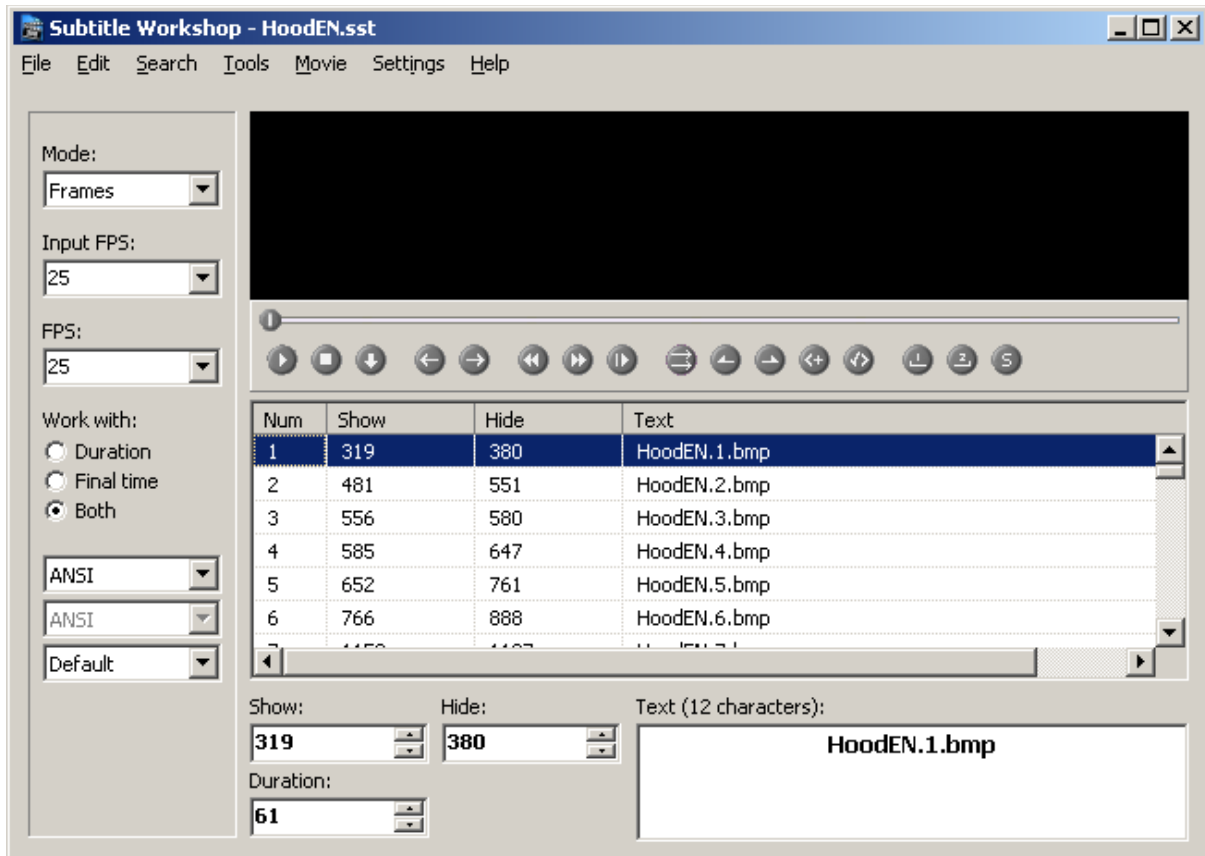 Subtitle Workshop - HoodEN.sst
File Edit Search Tools Movie Settings Help
Mode:
Frames
Input FPS:
25
FPS:
25
Work with:
Duration
Final time
Both
ANSI
ANSI
Default
1 2 S
Num Show Hide Text
1 319 380 HoodEN.1.bmp
2 481 551 HoodEN.2.bmp
3 556 580 HoodEN.3.bmp
4 585 647 HoodEN.4.bmp
5 652 761 HoodEN.5.bmp
6 766 888 HoodEN.6.bmp
Show: Hide: Text (12 characters):
319 380 HoodEN.1.bmp
Duration:
61